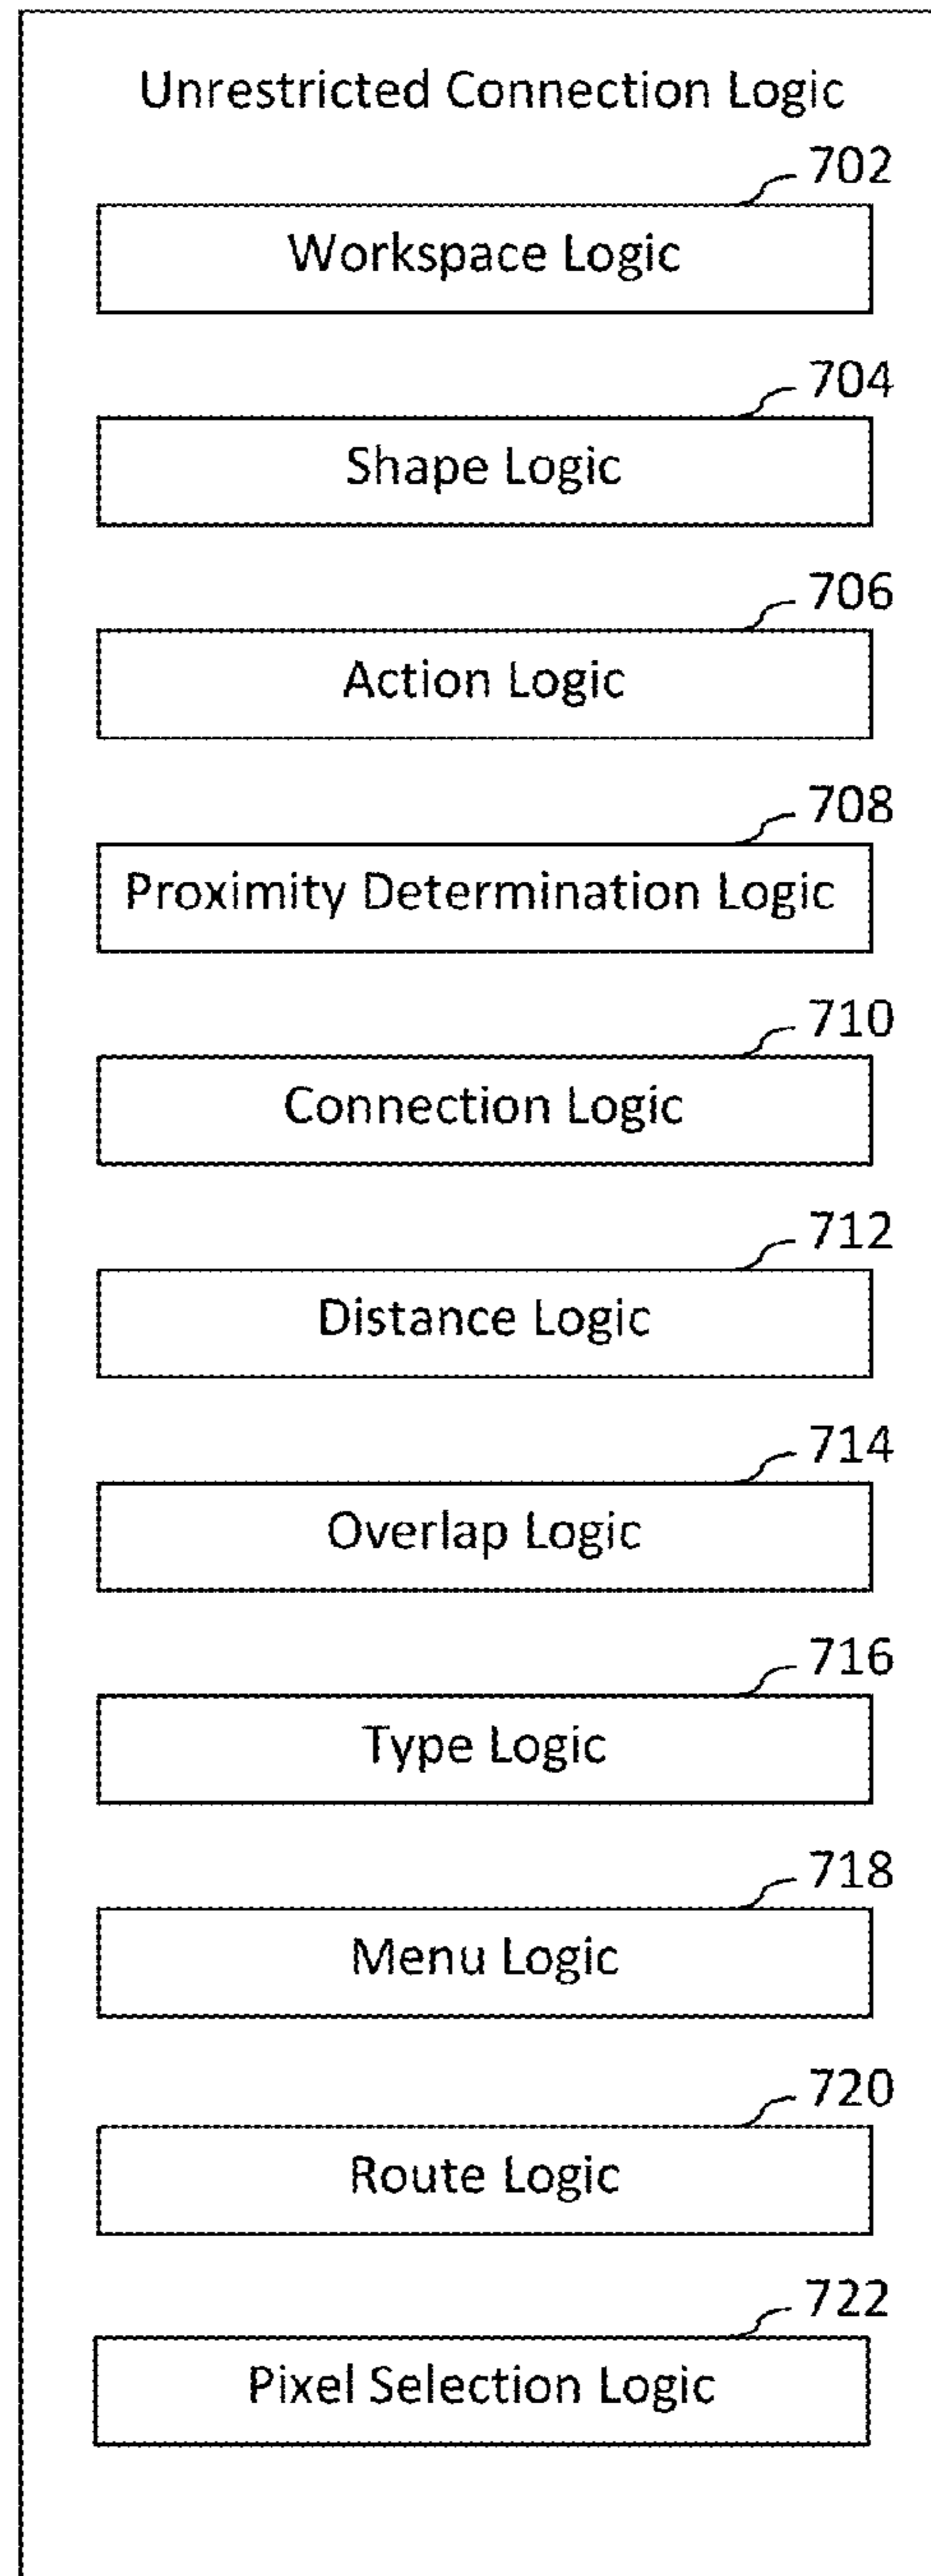 Unrestricted Connection Logic
702
Workspace Logic
704
Shape Logic
706
Action Logic
708
Proximity Determination Logic
710
Connection Logic
712
Distance Logic
714
Overlap Logic
716
Type Logic
718
Menu Logic
720
Route Logic
722
Pixel Selection Logic